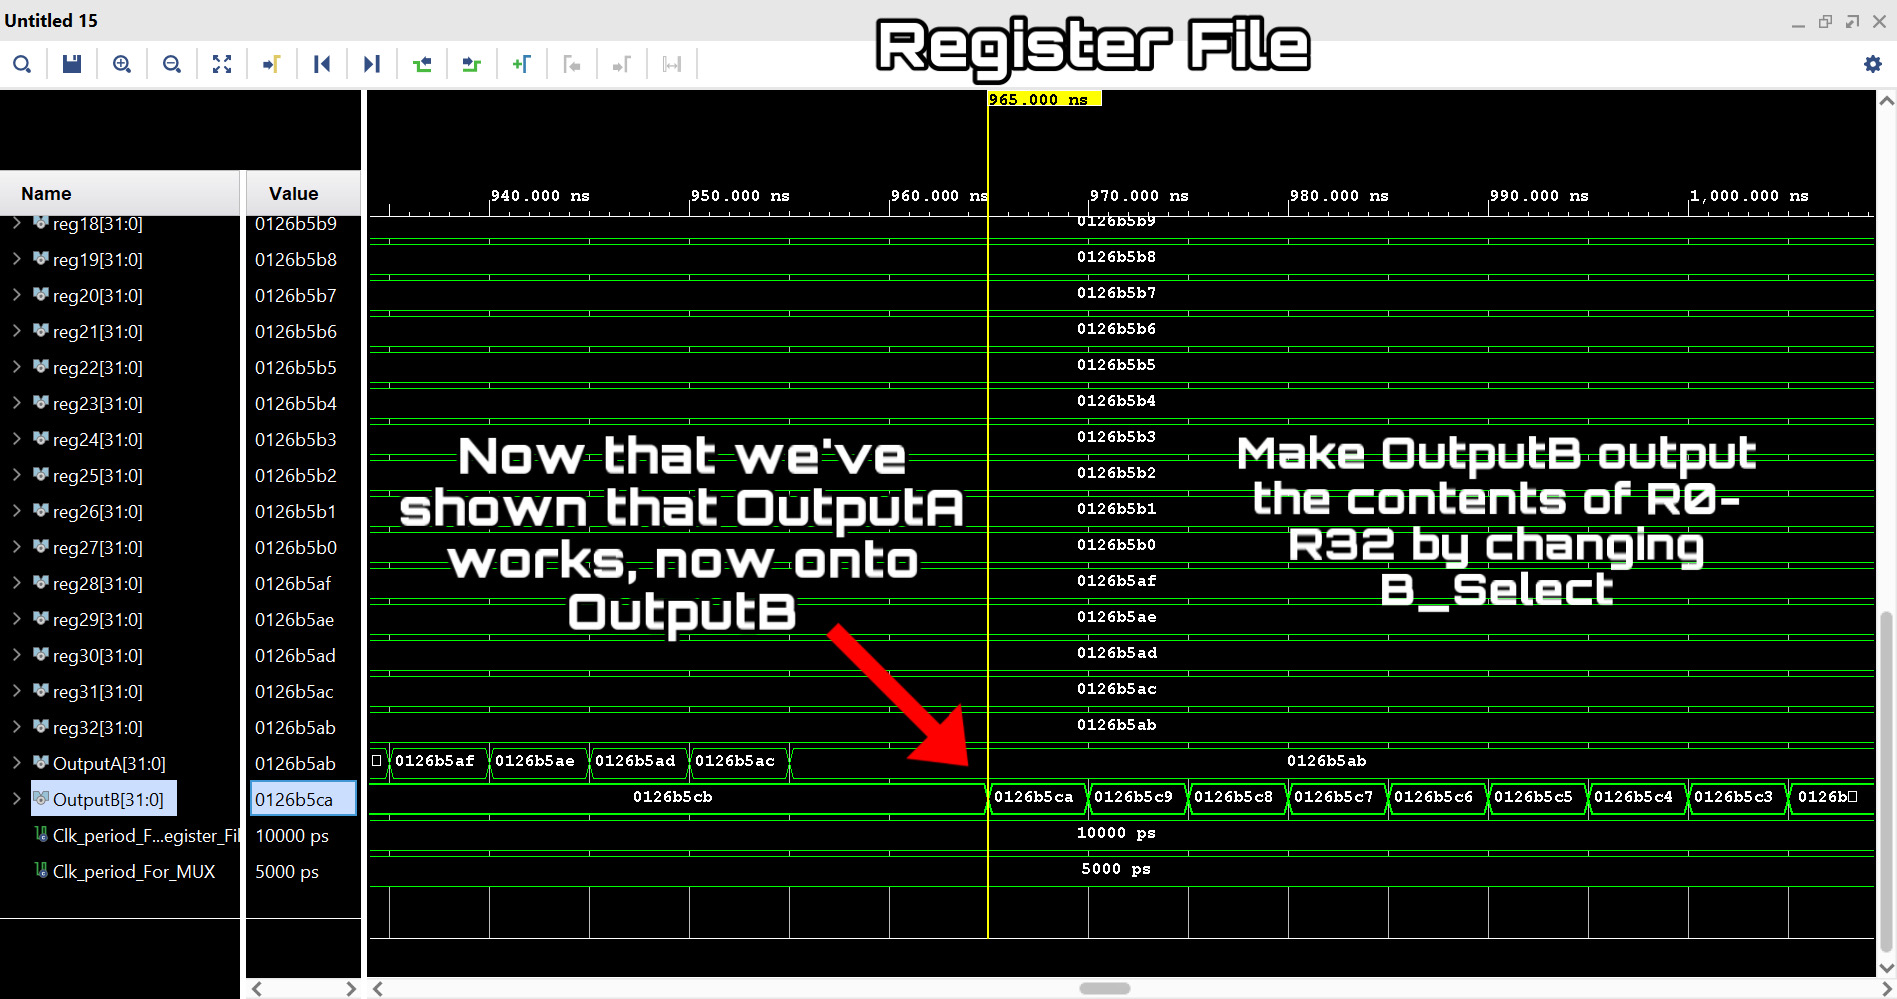 Untitled 15
Register File
965.000 ns
Name Value
940.000 ns 950.000 ns 960.000 ns 970.000 ns 980.000 ns 990.000 ns 1,000.000 ns
reg18[31:0] 0126b5b9 0126b5b9
reg19[31:0] 0126b5b8 0126b5b8
reg20[31:0] 0126b5b7 0126b5b7
reg21[31:0] 0126b5b6 0126b5b6
reg22[31:0] 0126b5b5 0126b5b5
reg23[31:0] 0126b5b4 0126b5b4
reg24[31:0] 0126b5b3 0126b5b3
reg25[31:0] 0126b5b2 0126b5b2
reg26[31:0] 0126b5b1 0126b5b1
reg27[31:0] 0126b5b0 0126b5b0
reg28[31:0] 0126b5af 0126b5af
reg29[31:0] 0126b5ae 0126b5ae
reg30[31:0] 0126b5ad 0126b5ad
reg31[31:0] 0126b5ac 0126b5ac
reg32[31:0] 0126b5ab 0126b5ab
OutputA[31:0] 0126b5ab 0126b5af 0126b5ae 0126b5ad 0126b5ac 0126b5ab
OutputB[31:0] 0126b5ca 0126b5cb 0126b5ca 0126b5c9 0126b5c8 0126b5c7 0126b5c6 0126b5c5 0126b5c4 0126b5c3 0126b
Clk_period_F...egister_Fil 10000 ps 10000 ps
Clk_period_For_MUX 5000 ps 5000 ps
Now that we've
shown that OutputA
works, now onto
OutputB
Make OutputB output
the contents of R0-
R32 by changing
B_Select